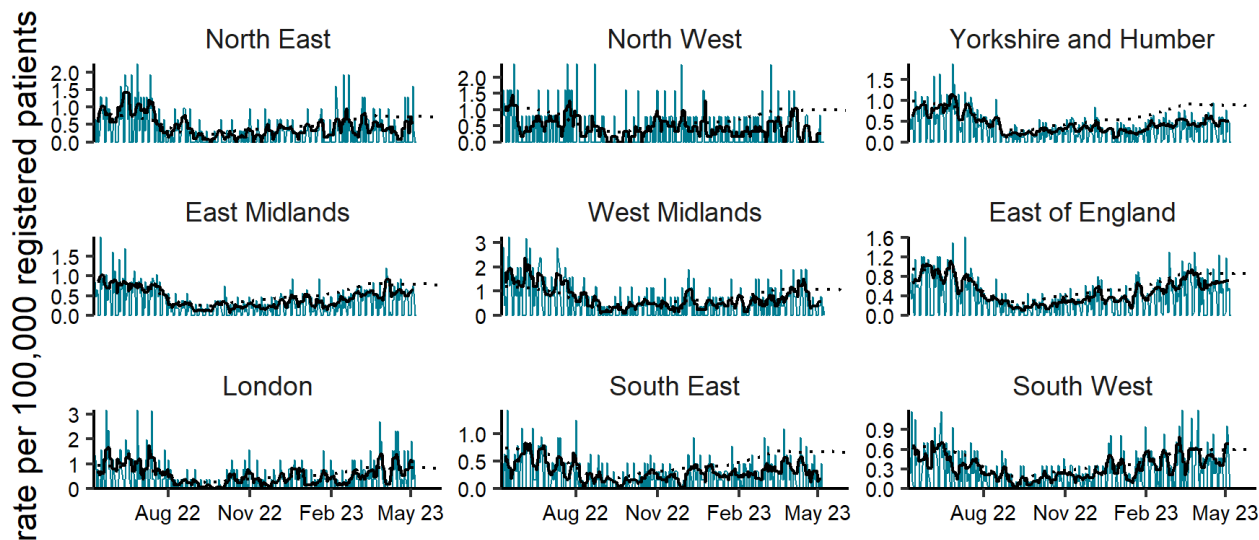 rate per 100,000 registered patients
North East
North West
Yorkshire and Humber
2.0
1.5
1.0
0.5
0.0
2.0
1.5
1.0
0.5
0.0
1.5
1.0
0.5
0.0
East Midlands
West Midlands
East of England
1.5
1.0
0.5
0.0
3
2
1
0
1.6
1.2
0.8
0.4
0.0
London
South East
South West
3
2
1
0
1.0
0.5
0.0
0.9
0.6
0.3
0.0
Aug 22 Nov 22 Feb 23 May 23
Aug 22 Nov 22 Feb 23 May 23
Aug 22 Nov 22 Feb 23 May 23